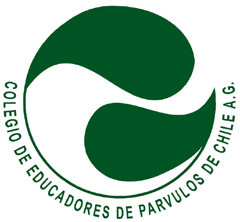 COLEGIO DE EDUCADORES DE PARVULOS DE CHILE A.G.